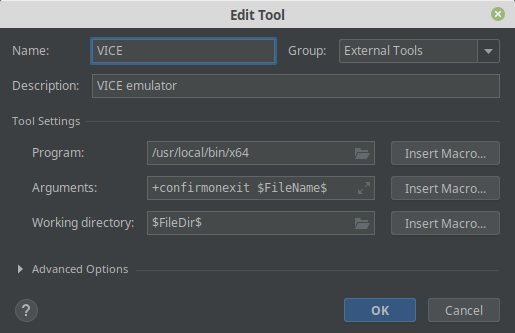 Edit Tool
Name: VICE Group: External Tools
Description: VICE emulator
Tool Settings
Program: /usr/local/bin/x64 Insert Macro...
Arguments: +confirmonexit $FileName$ Insert Macro...
Working directory: $FileDir$ Insert Macro...
Advanced Options
? OK Cancel